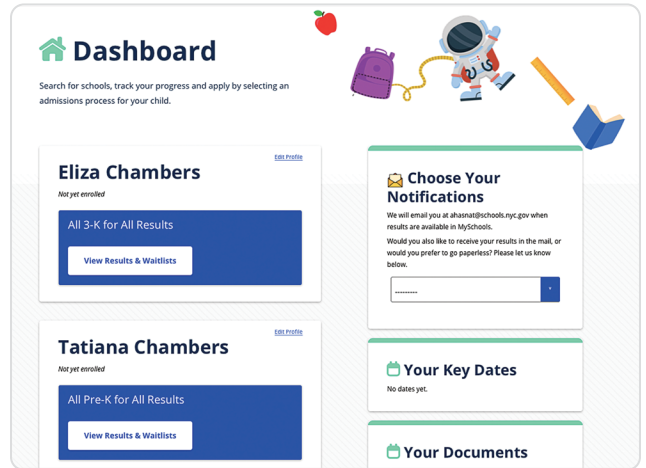 Dashboard
Search for schools, track your progress and apply by selecting an
admissions process for your child.
Edit Profile
Eliza Chambers
Not yet enrolled
All 3-K for All Results
View Results & Waitlists
Edit Profile
Tatiana Chambers
Not yet enrolled
All Pre-K for All Results
View Results & Waitlists
Choose Your
Notifications
We will email you at ahasnat@schools.nyc.gov when
results are available in MySchools.
Would you also like to receive your results in the mail, or
would you prefer to go paperless? Please let us know
below.
---------
Your Key Dates
No dates yet.
Your Documents